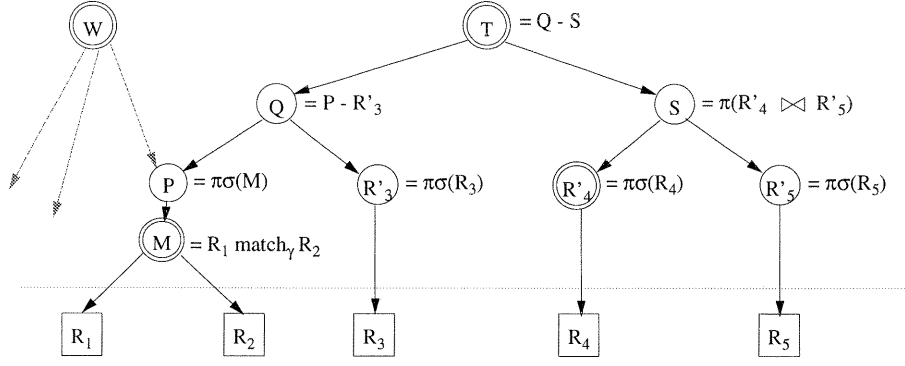 W
T = Q - S
Q = P - R'₃
S = π(R'₄ ⋈ R'₅)
P = πσ(M)
R'₃ = πσ(R₃)
R'₄ = πσ(R₄)
R'₅ = πσ(R₅)
M = R₁ matchᵧ R₂
R₁
R₂
R₃
R₄
R₅